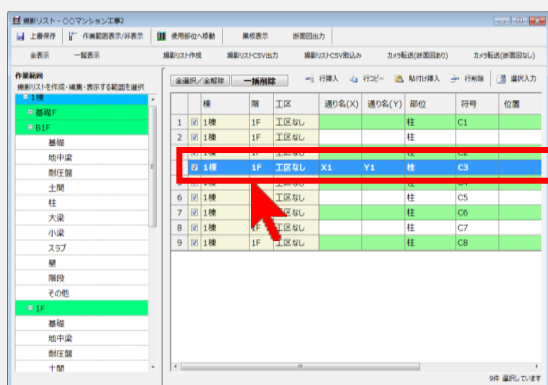 撮影リスト・○○マンション工事2
上書保存 作業範囲表示/非表示 使用部位へ移動 黒板表示 断面図出力
全表示 一覧表示 撮影リスト作成 撮影リストCSV出力 撮影リストCSV取込み カメラ転送(断面図あり) カメラ転送(断面図なし)
作業範囲
撮影リストを作成・編集・表示する範囲を選択
1棟
基礎F
B1F
基礎
地中梁
耐圧盤
土間
柱
大梁
小梁
スラブ
壁
階段
その他
1F
基礎
地中梁
耐圧盤
土間
全選択/全解除 一括削除 行挿入 行コピー 貼付け挿入 行削除 選択入力
棟 階 工区 通り名(X) 通り名(Y) 部位 符号 位置
1 1棟 1F 工区なし 柱 C1
2 1棟 1F 工区なし 柱
1棟 1F 工区なし X1 Y1 柱 C3
6 1棟 工区なし 柱 C5
7 1棟 工区なし 柱 C6
8 1棟 1F 工区なし 柱 C7
9 1棟 1F 工区なし 柱 C8
9件 選択しています